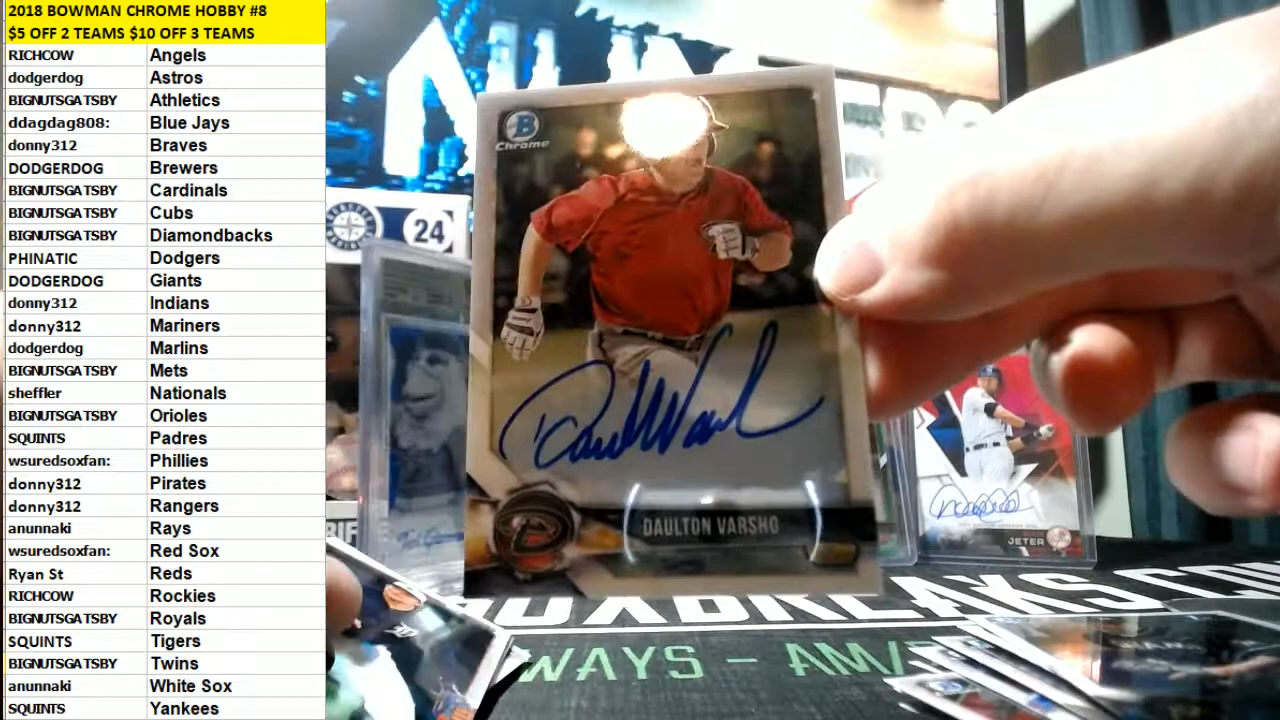 2018 BOWMAN CHROME HOBBY #8
$5 OFF 2 TEAMS $10 OFF 3 TEAMS
RICHCOW Angels
dodgerdog Astros
BIGNUTSGATSBY Athletics
ddagdag808: Blue Jays
donny312 Braves
DODGERDOG Brewers
BIGNUTSGATSBY Cardinals
BIGNUTSGATSBY Cubs
BIGNUTSGATSBY Diamondbacks
PHINATIC Dodgers
DODGERDOG Giants
donny312 Indians
donny312 Mariners
dodgerdog Marlins
BIGNUTSGATSBY Mets
sheffler Nationals
BIGNUTSGATSBY Orioles
SQUINTS Padres
wsuredsoxfan: Phillies
donny312 Pirates
donny312 Rangers
anunnaki Rays
wsuredsoxfan: Red Sox
Ryan St Reds
RICHCOW Rockies
BIGNUTSGATSBY Royals
SQUINTS Tigers
BIGNUTSGATSBY Twins
anunnaki White Sox
SQUINTS Yankees
B
Chrome
24
DAULTON VARSHO
JETER
OXBREAKS.CO
WAYS – AM/